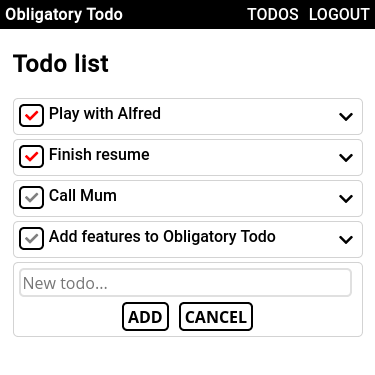 Obligatory Todo TODOS LOGOUT
Todo list
Play with Alfred
Finish resume
Call Mum
Add features to Obligatory Todo
New todo...
ADD CANCEL